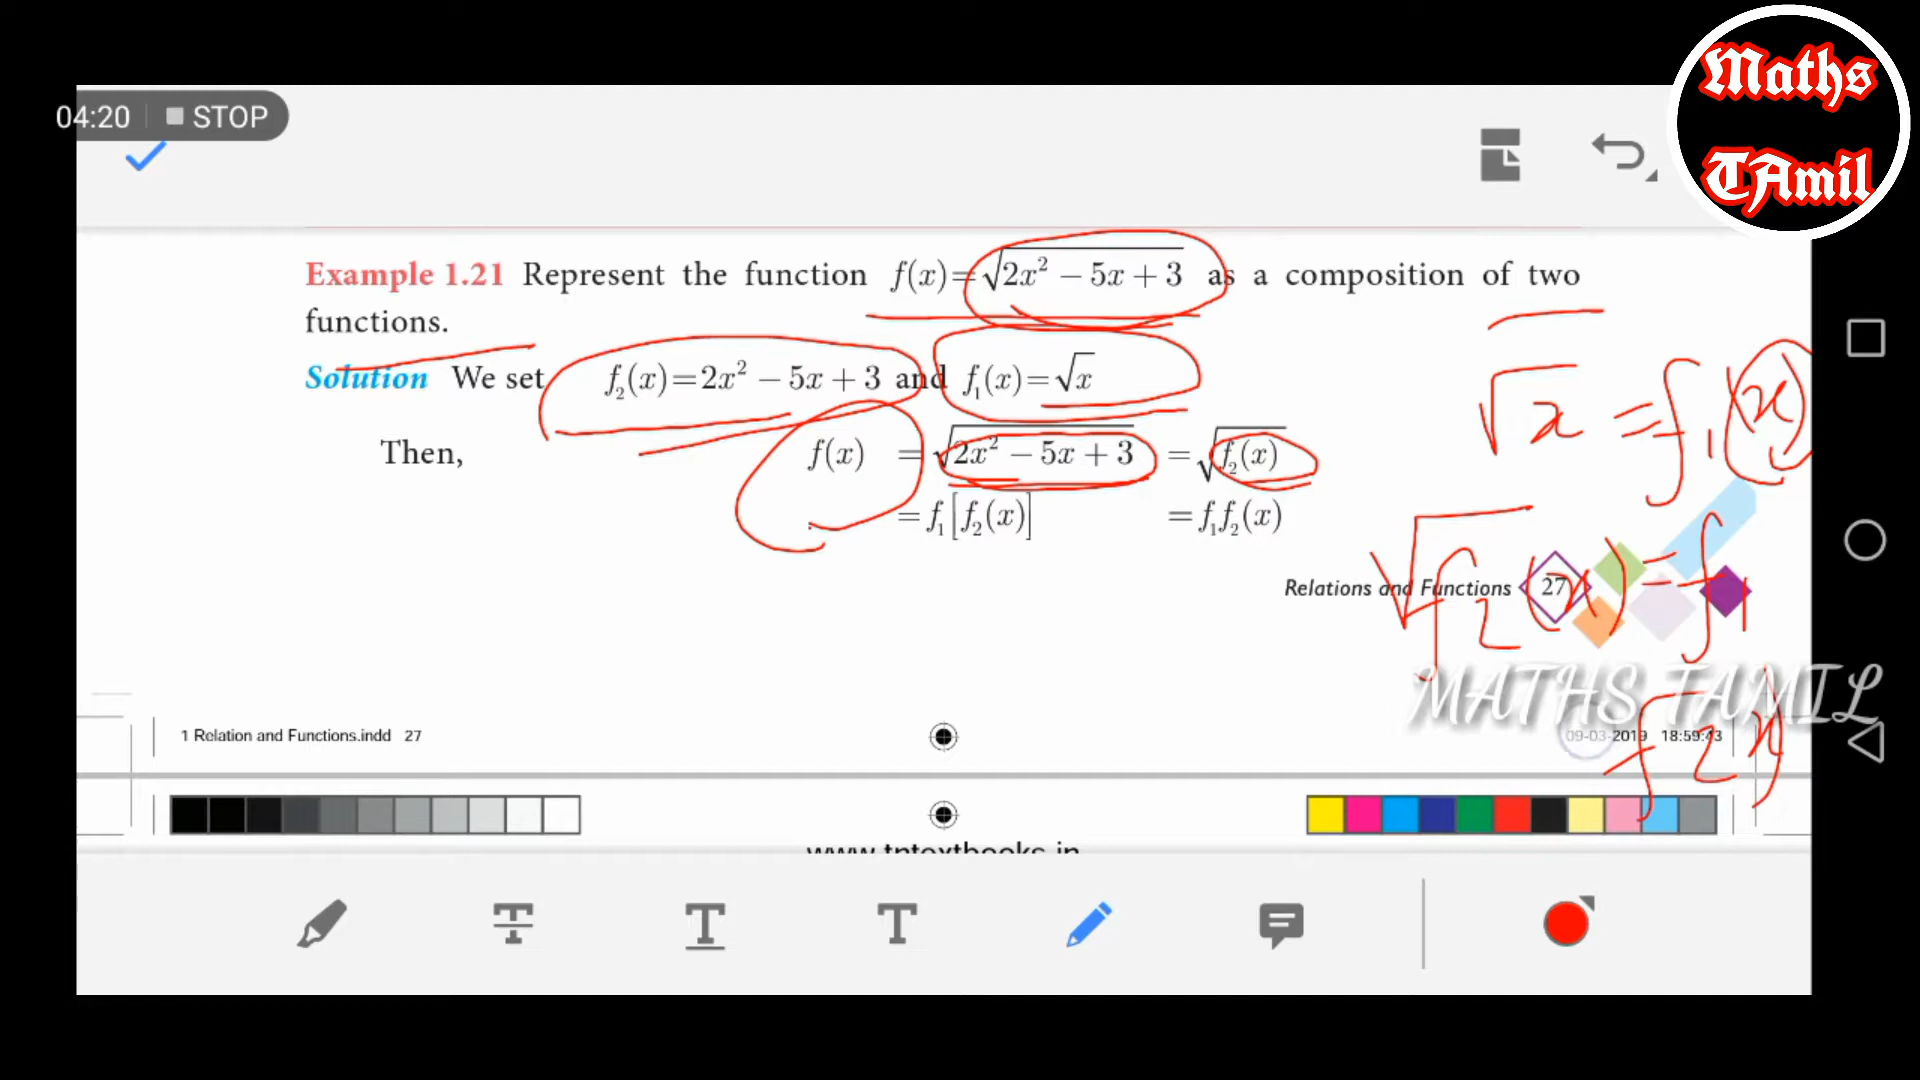 Maths
TAmil
04:20 STOP
Example 1.21 Represent the function f(x)=√2x² – 5x + 3 as a composition of two
functions.
Solution We set f₂(x)=2x² – 5x + 3 and f₁(x)=√x
Then, f(x) = √2x² – 5x + 3 = √f₂(x)
= f₁[f₂(x)] = f₁f₂(x)
√x = f₁(x)
√f₂(x) = f₁
f₂x)
Relations and Functions 27
MATHS TAMIL
1 Relation and Functions.indd 27
09-03-2019 18:59:43
www.tntextbooks.in
T T T